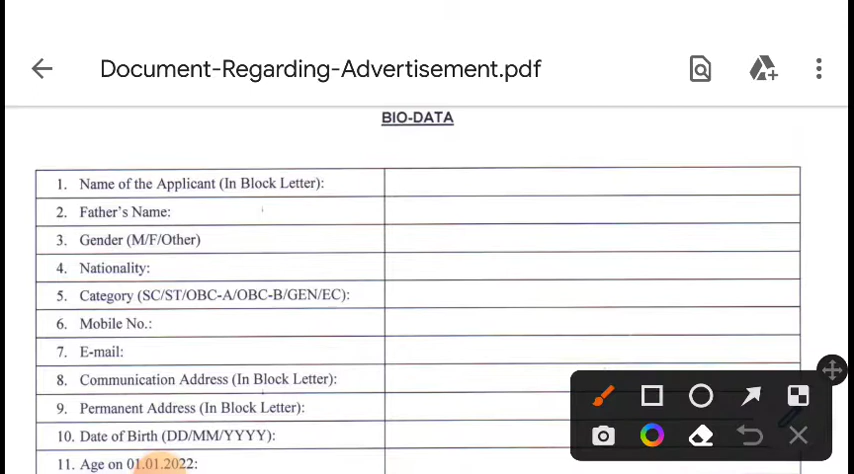 Document-Regarding-Advertisement.pdf
BIO-DATA
1. Name of the Applicant (In Block Letter):
2. Father's Name:
3. Gender (M/F/Other)
4. Nationality:
5. Category (SC/ST/OBC-A/OBC-B/GEN/EC):
6. Mobile No.:
7. E-mail:
8. Communication Address (In Block Letter):
9. Permanent Address (In Block Letter):
10. Date of Birth (DD/MM/YYYY):
11. Age on 01.01.2022: